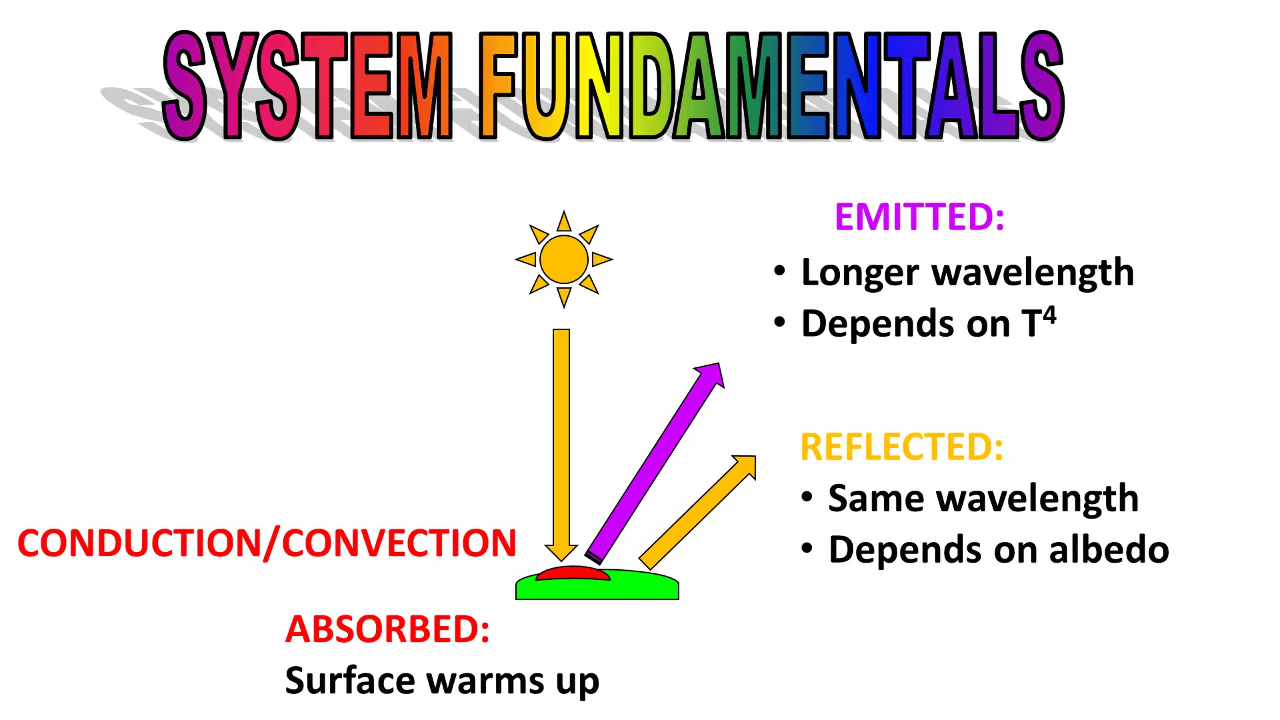 SYSTEM FUNDAMENTALS
EMITTED:
• Longer wavelength
• Depends on T⁴
REFLECTED:
• Same wavelength
• Depends on albedo
CONDUCTION/CONVECTION
ABSORBED:
Surface warms up